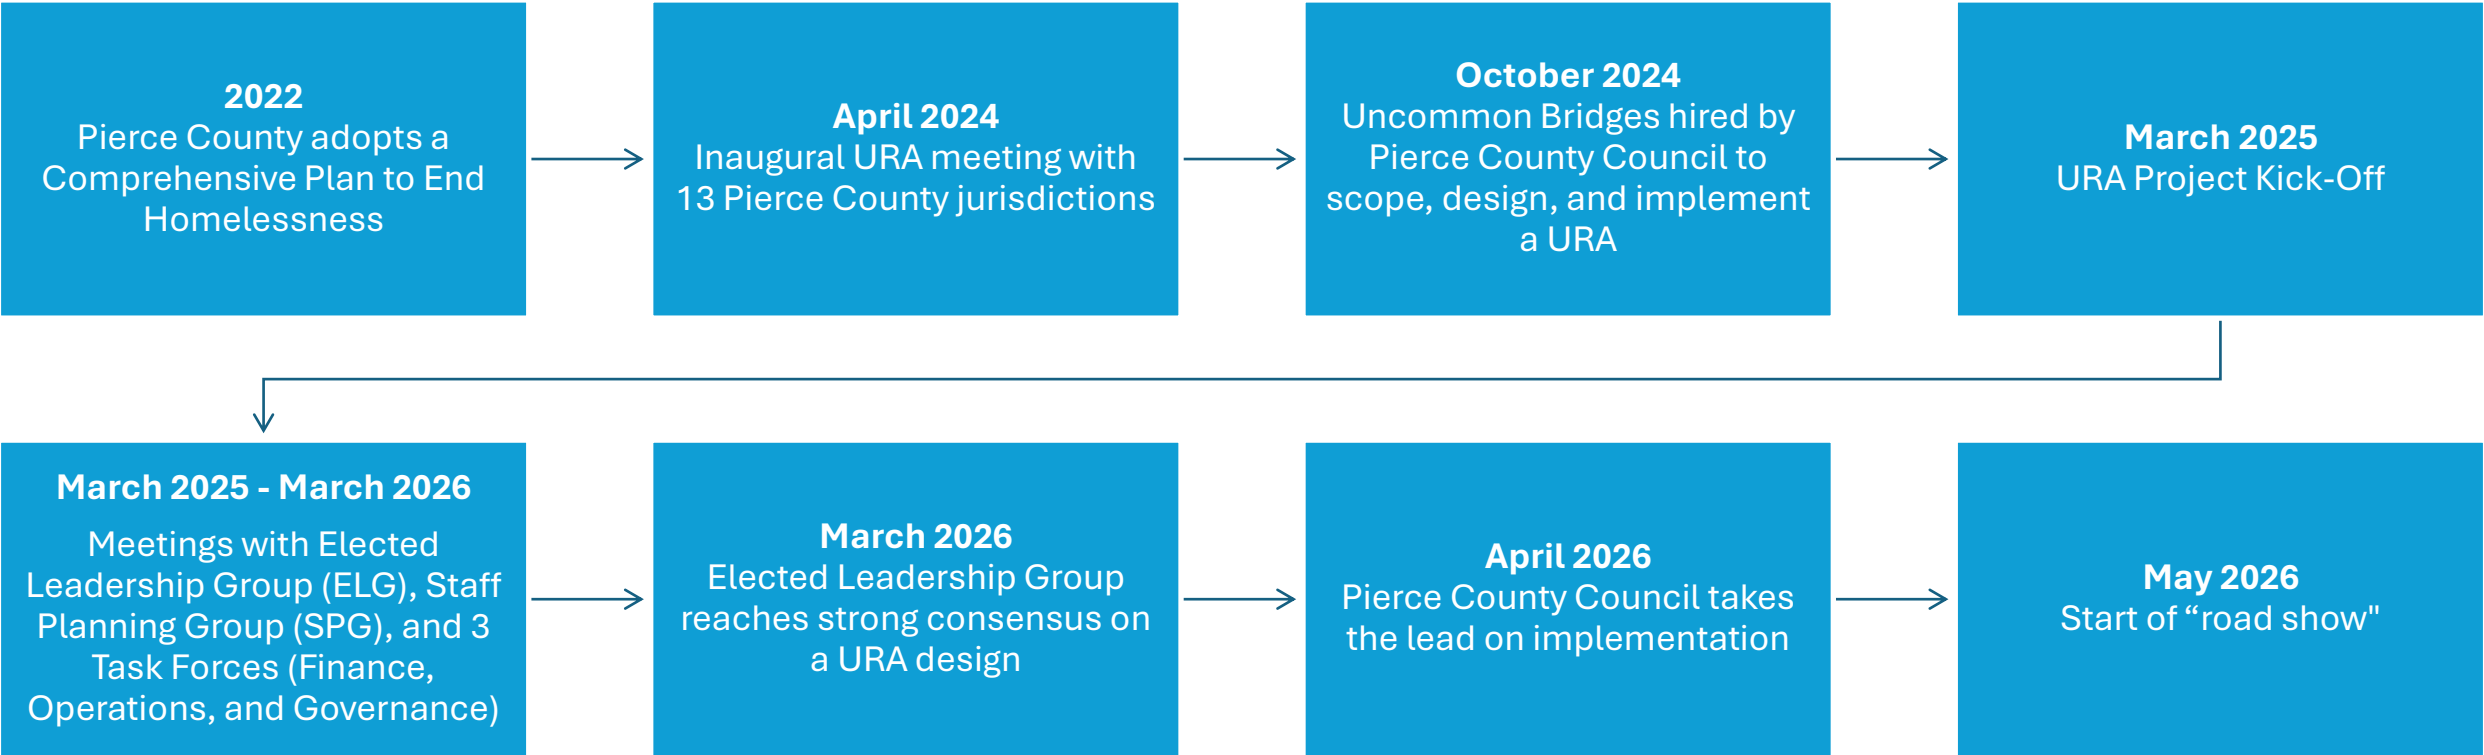 2022
Pierce County adopts a
Comprehensive Plan to End
Homelessness
April 2024
Inaugural URA meeting with
13 Pierce County jurisdictions
October 2024
Uncommon Bridges hired by
Pierce County Council to
scope, design, and implement
a URA
March 2025
URA Project Kick-Off
March 2025 - March 2026
Meetings with Elected
Leadership Group (ELG), Staff
Planning Group (SPG), and 3
Task Forces (Finance,
Operations, and Governance)
March 2026
Elected Leadership Group
reaches strong consensus on
a URA design
April 2026
Pierce County Council takes
the lead on implementation
May 2026
Start of “road show"